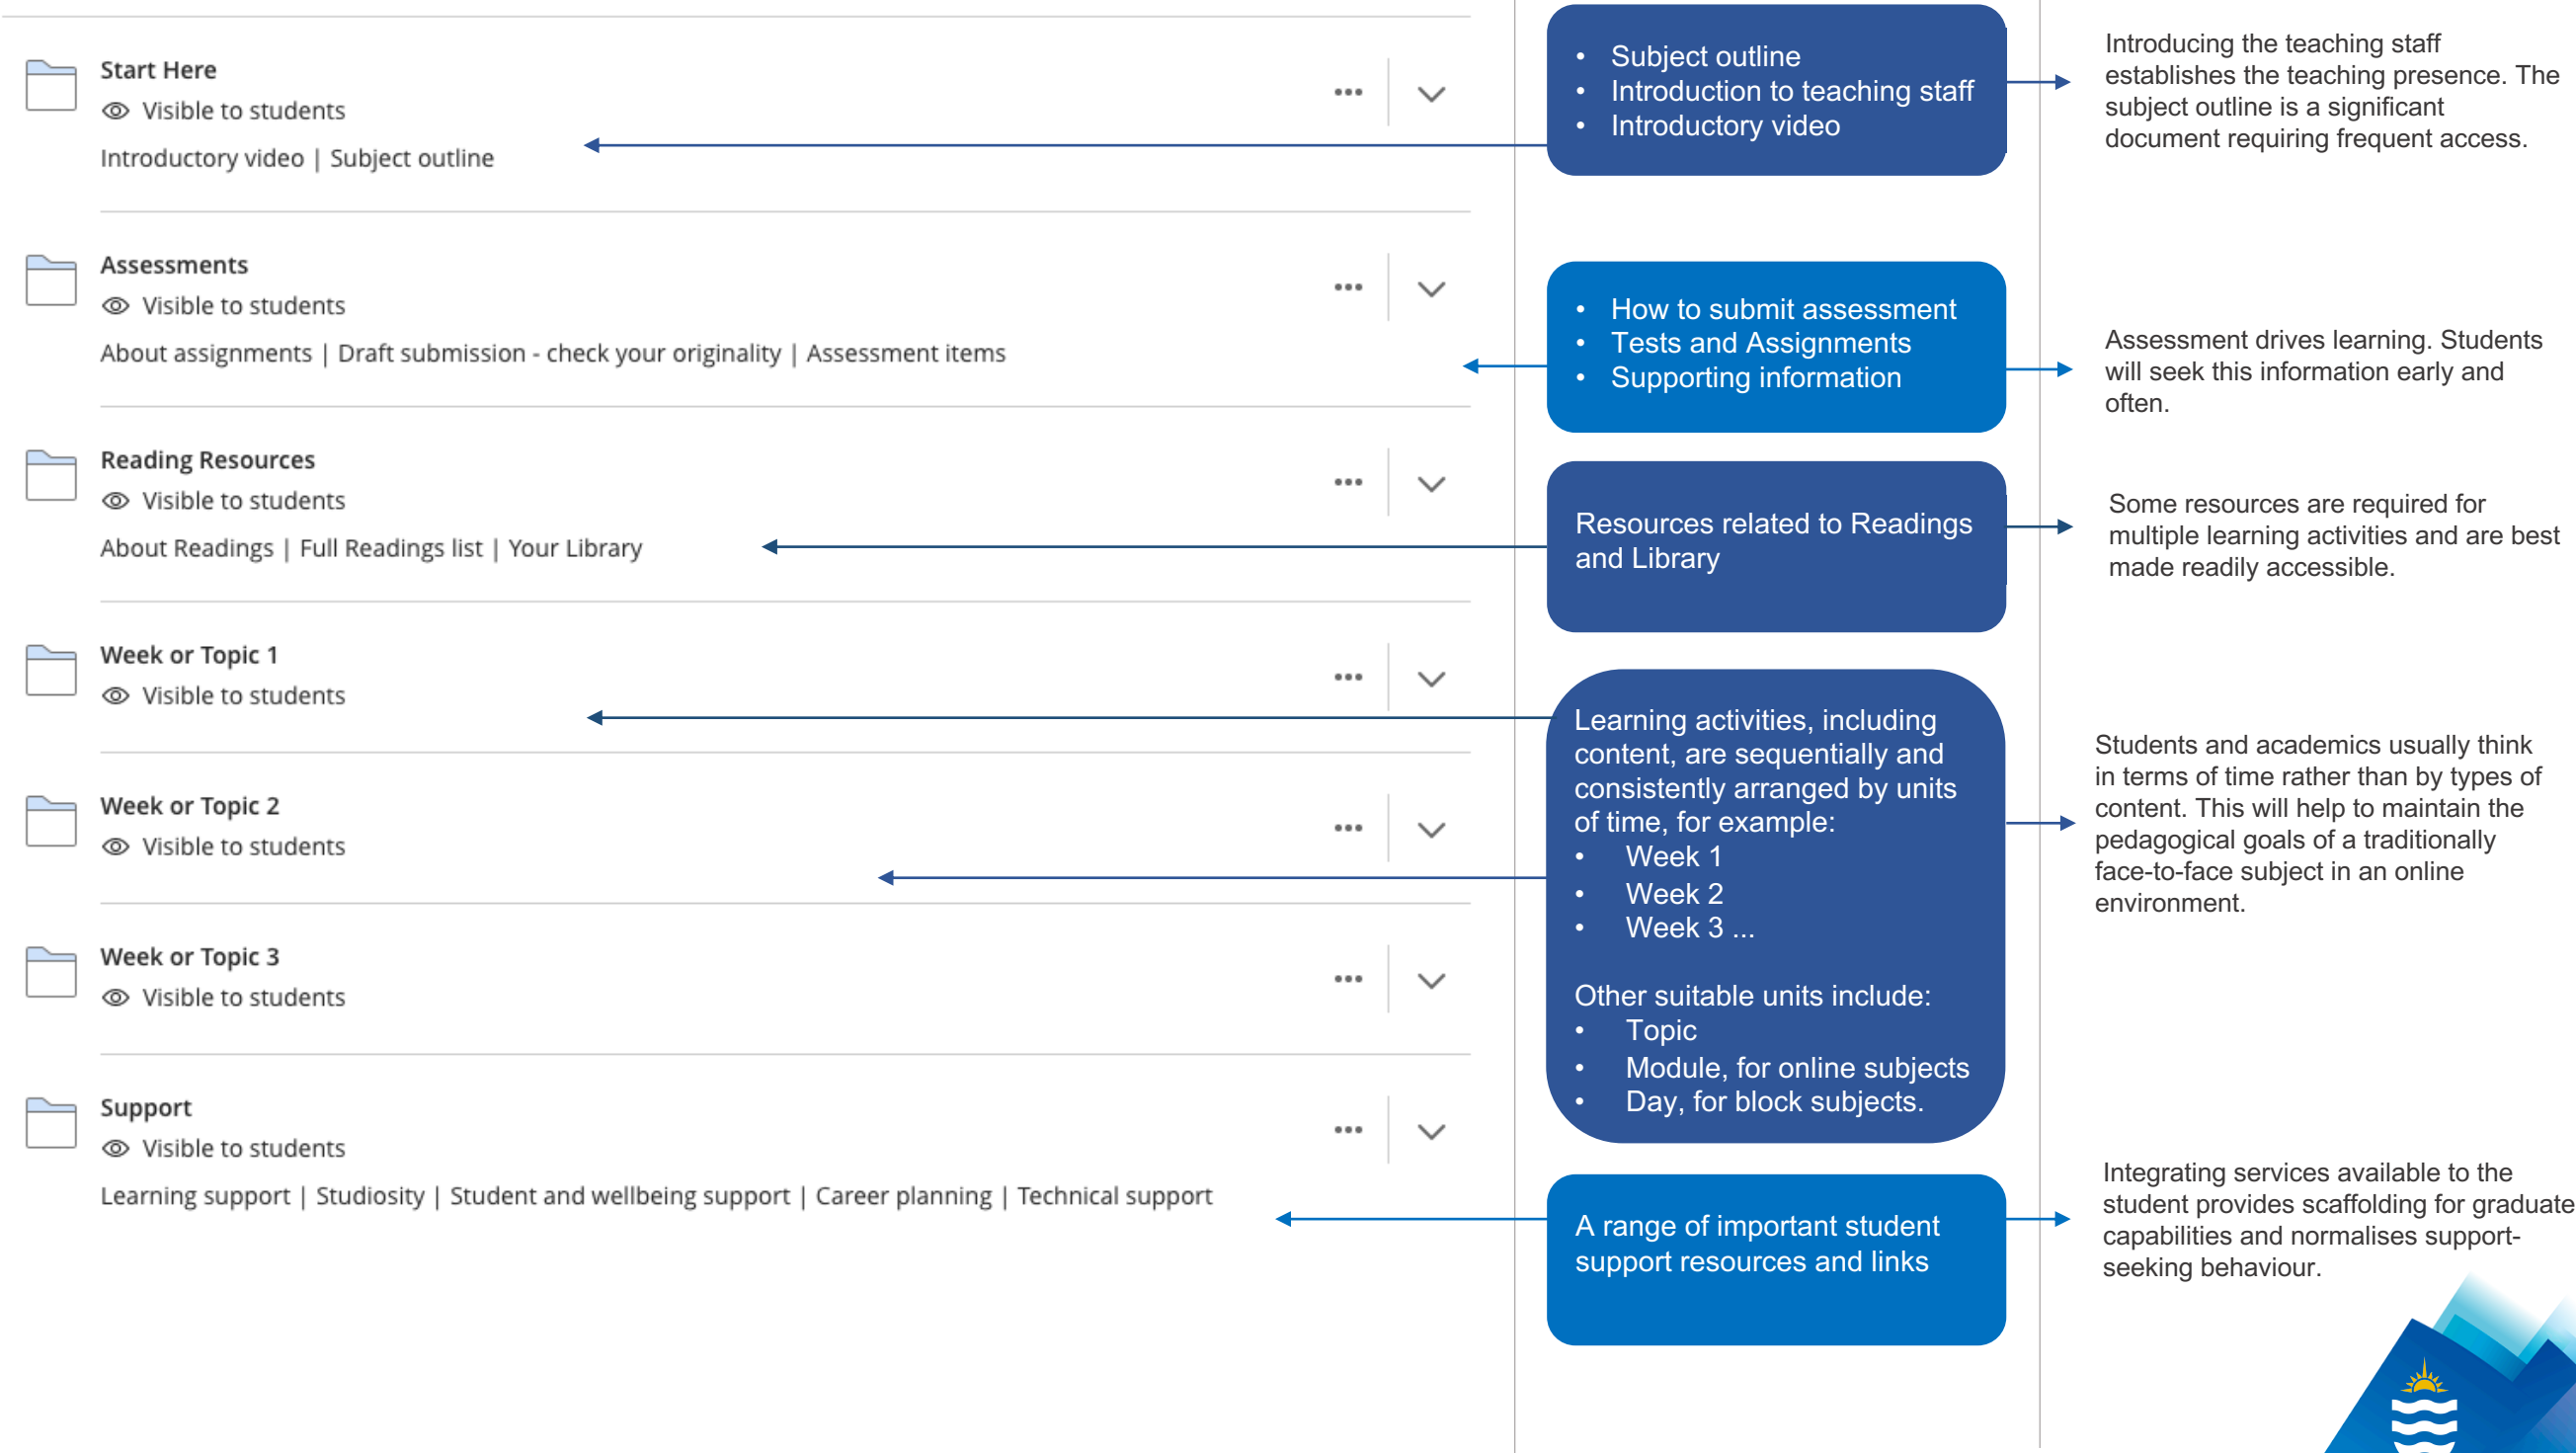 Start Here
Visible to students
Introductory video | Subject outline
Assessments
Visible to students
About assignments | Draft submission - check your originality | Assessment items
Reading Resources
Visible to students
About Readings | Full Readings list | Your Library
Week or Topic 1
Visible to students
Week or Topic 2
Visible to students
Week or Topic 3
Visible to students
Support
Visible to students
Learning support | Studiosity | Student and wellbeing support | Career planning | Technical support
• Subject outline
• Introduction to teaching staff
• Introductory video
• How to submit assessment
• Tests and Assignments
• Supporting information
Resources related to Readings
and Library
Learning activities, including
content, are sequentially and
consistently arranged by units
of time, for example:
• Week 1
• Week 2
• Week 3 ...
Other suitable units include:
• Topic
• Module, for online subjects
• Day, for block subjects.
A range of important student
support resources and links
Introducing the teaching staff
establishes the teaching presence. The
subject outline is a significant
document requiring frequent access.
Assessment drives learning. Students
will seek this information early and
often.
Some resources are required for
multiple learning activities and are best
made readily accessible.
Students and academics usually think
in terms of time rather than by types of
content. This will help to maintain the
pedagogical goals of a traditionally
face-to-face subject in an online
environment.
Integrating services available to the
student provides scaffolding for graduate
capabilities and normalises support-
seeking behaviour.